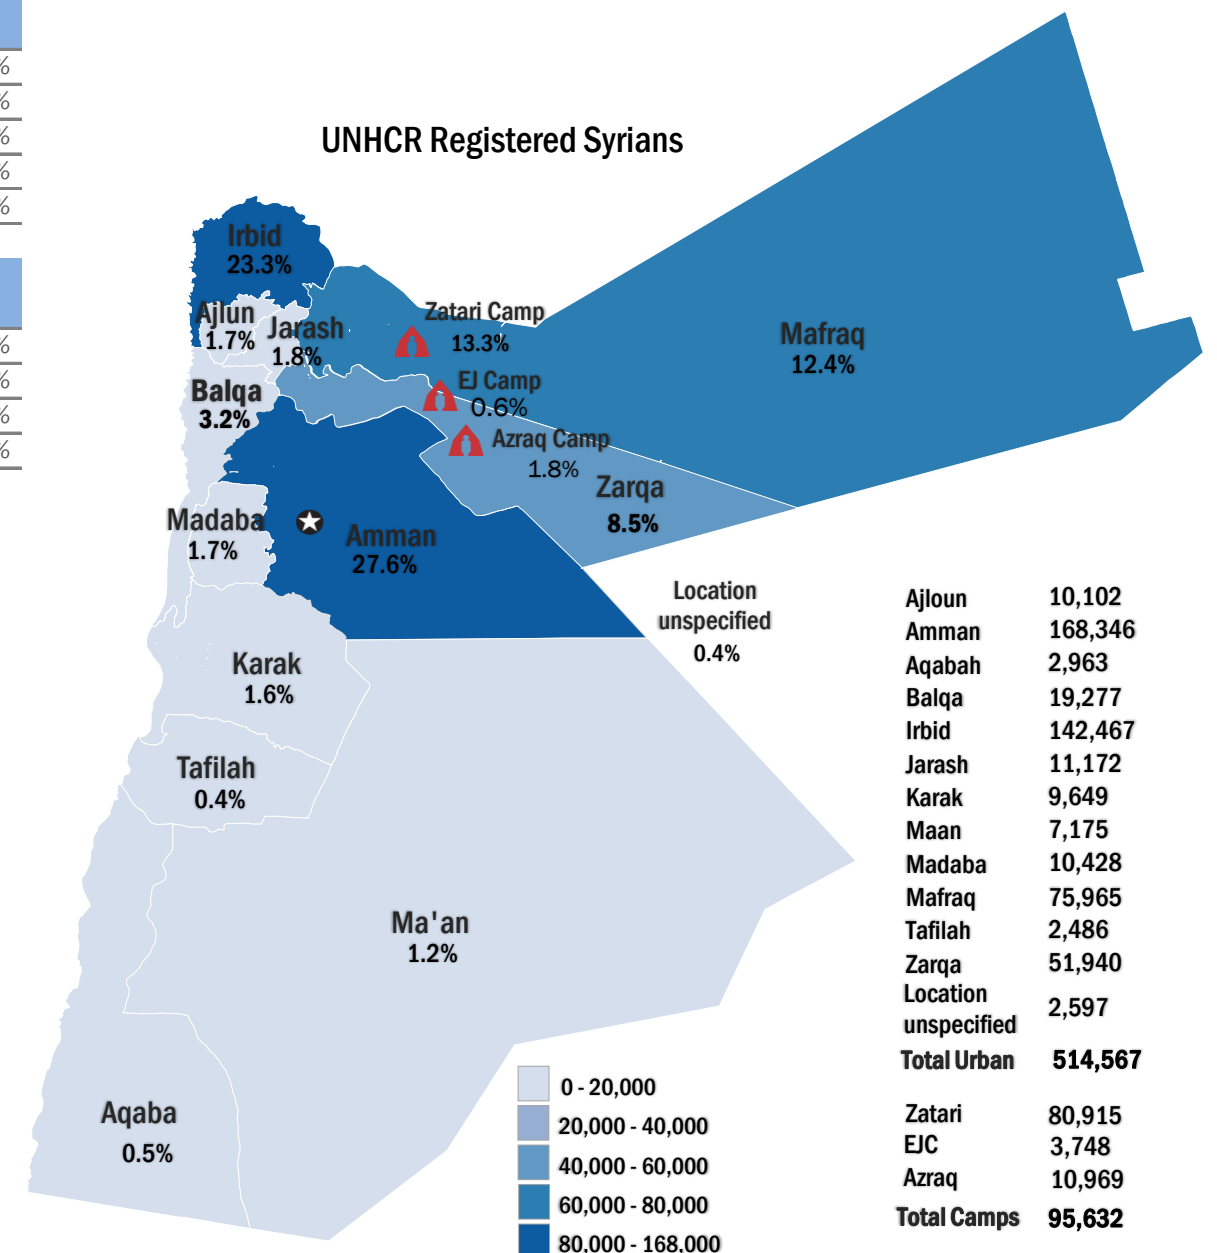 %
%
%
%
%
%
%
%
%
UNHCR Registered Syrians
Irbid
23.3%
Ajlun
1.7%
Jarash
1.8%
Zatari Camp
13.3%
Mafraq
12.4%
EJ Camp
0.6%
Balqa
3.2%
Azraq Camp
1.8%
Zarqa
8.5%
Madaba
1.7%
Amman
27.6%
Location
unspecified
0.4%
Karak
1.6%
Tafilah
0.4%
Ma'an
1.2%
Aqaba
0.5%
Ajloun 10,102
Amman 168,346
Aqabah 2,963
Balqa 19,277
Irbid 142,467
Jarash 11,172
Karak 9,649
Maan 7,175
Madaba 10,428
Mafraq 75,965
Tafilah 2,486
Zarqa 51,940
Location
unspecified 2,597
Total Urban 514,567
Zatari 80,915
EJC 3,748
Azraq 10,969
Total Camps 95,632
0 - 20,000
20,000 - 40,000
40,000 - 60,000
60,000 - 80,000
80,000 - 168,000